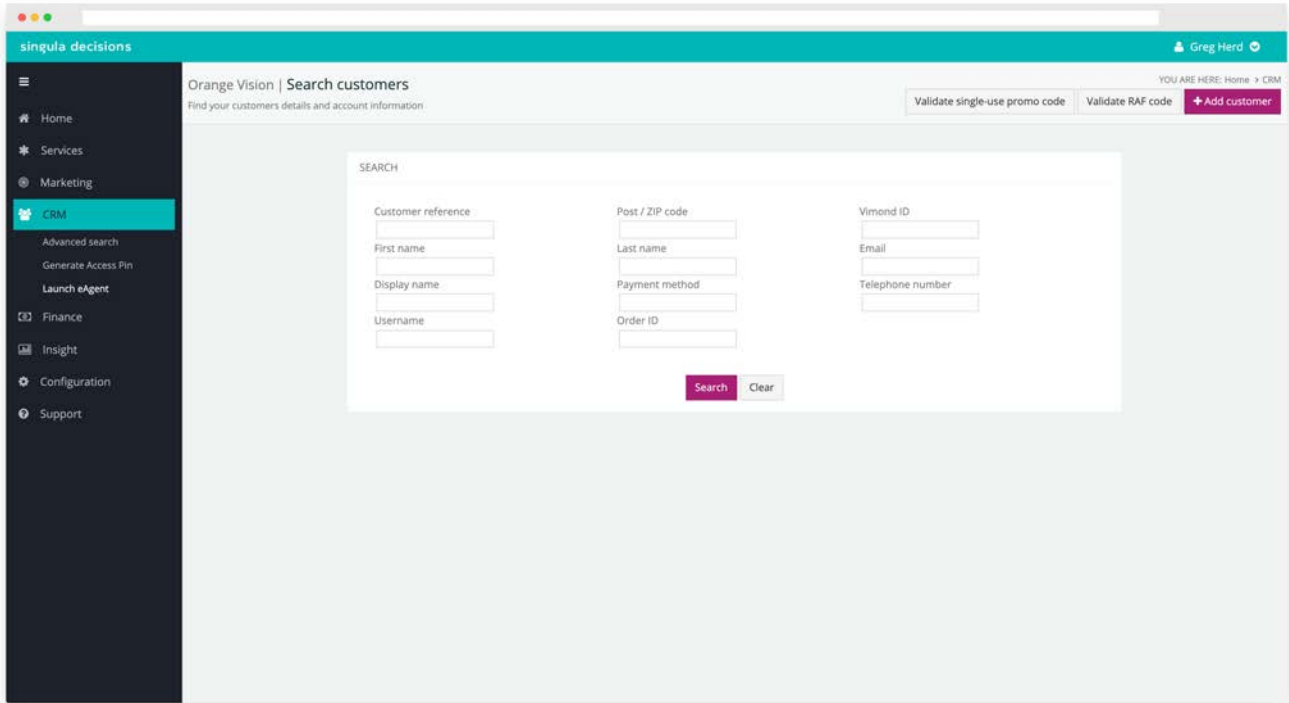 singula decisions
Greg Herd
Orange Vision | Search customers
Find your customers details and account information
YOU ARE HERE: Home > CRM
Validate single-use promo code
Validate RAF code
+ Add customer
Home
Services
Marketing
CRM
Advanced search
Generate Access Pin
Launch eAgent
Finance
Insight
Configuration
Support
SEARCH
Customer reference
Post / ZIP code
Vimond ID
First name
Last name
Email
Display name
Payment method
Telephone number
Username
Order ID
Search
Clear